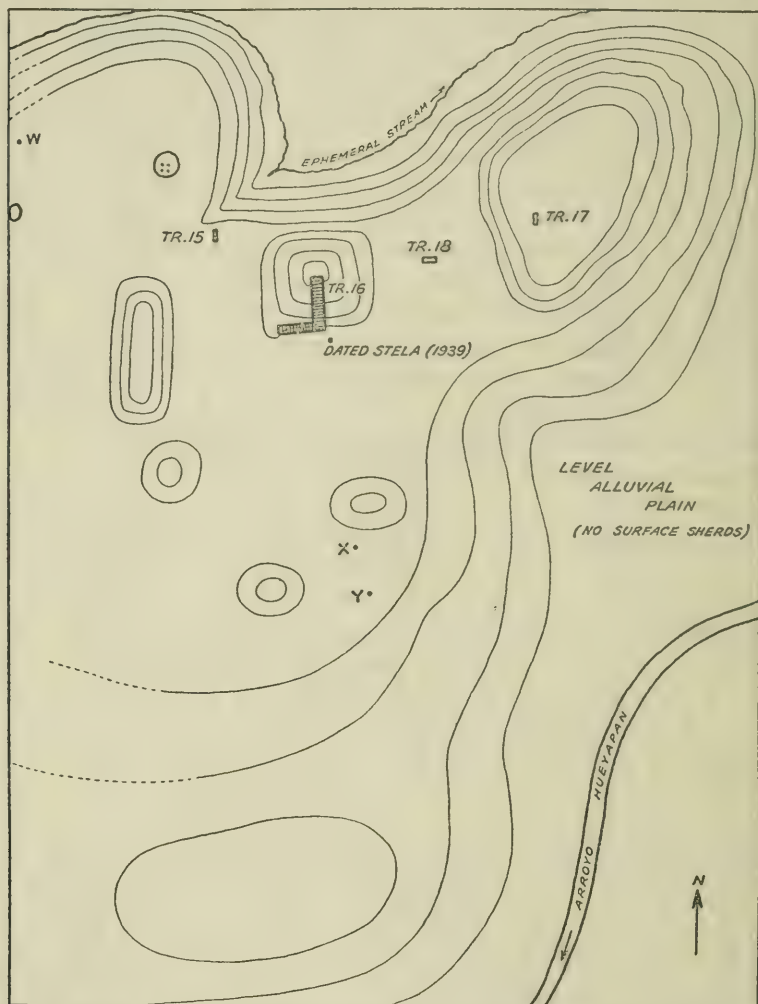 EPHEMERAL STREAM
W
TR.15
TR.18
TR.17
TR.16
DATED STELA (1939)
LEVEL
ALLUVIAL
PLAIN
(NO SURFACE SHERDS)
X
Y
ARROYO HUEYAPAN
N